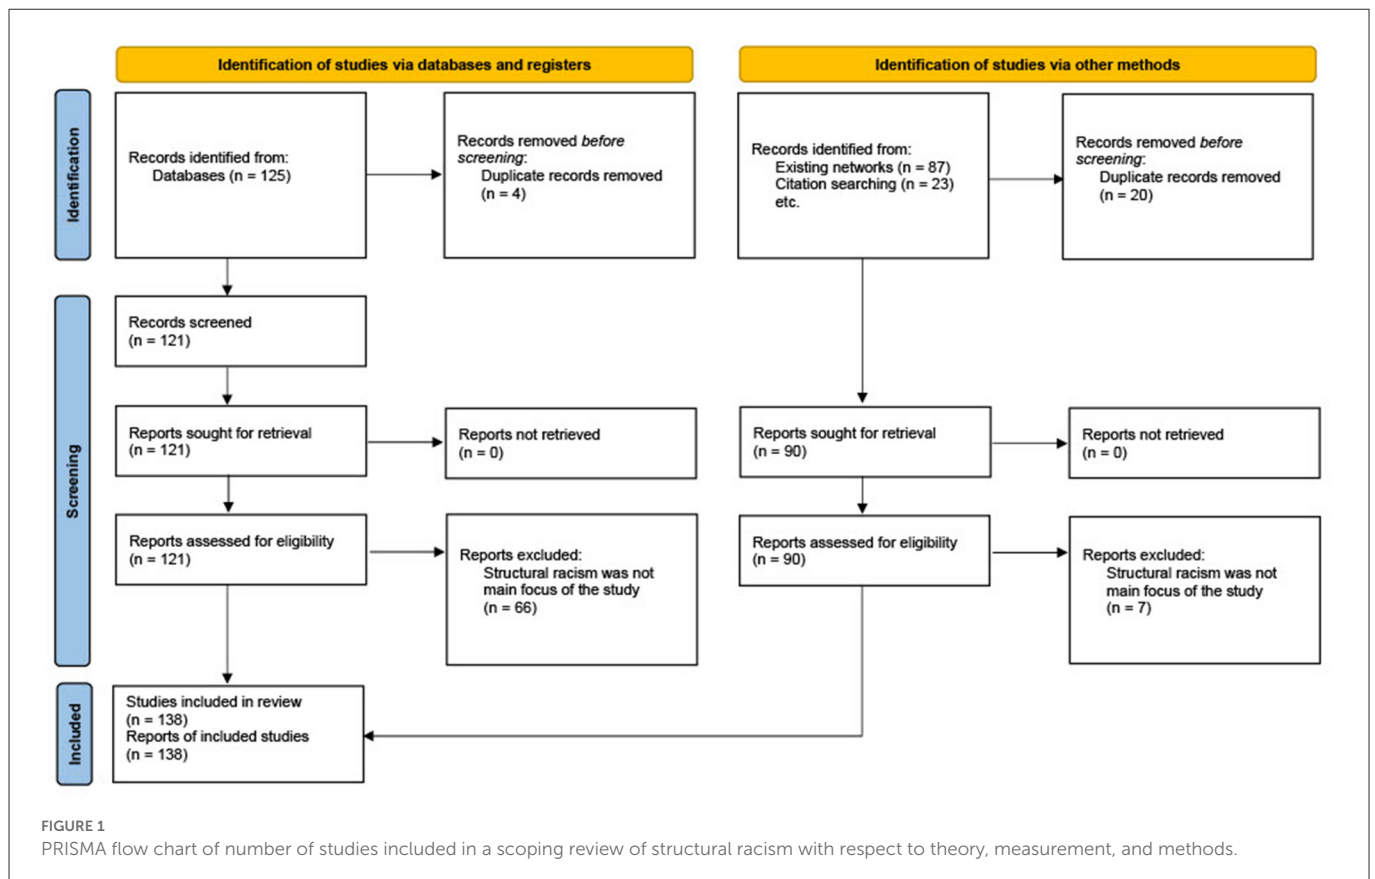 Identification of studies via databases and registers
Identification of studies via other methods
Identification
Records identified from:
Databases (n = 125)
Records removed before
screening:
Duplicate records removed
(n = 4)
Records identified from:
Existing networks (n = 87)
Citation searching (n = 23)
etc.
Records removed before
screening:
Duplicate records removed
(n = 20)
Screening
Records screened
(n = 121)
Reports sought for retrieval
(n = 121)
Reports not retrieved
(n = 0)
Reports sought for retrieval
(n = 90)
Reports not retrieved
(n = 0)
Reports assessed for eligibility
(n = 121)
Reports excluded:
Structural racism was not
main focus of the study
(n = 66)
Reports assessed for eligibility
(n = 90)
Reports excluded:
Structural racism was not
main focus of the study
(n = 7)
Included
Studies included in review
(n = 138)
Reports of included studies
(n = 138)
FIGURE 1
PRISMA flow chart of number of studies included in a scoping review of structural racism with respect to theory, measurement, and methods.